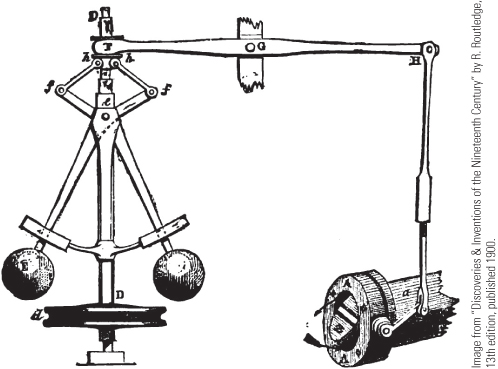 D
F
G
H
h
h
f
f
e
E
D
d
A
a
A
Image from "Discoveries & Inventions of the Nineteenth Century" by R. Routledge,
13th edition, published 1900.